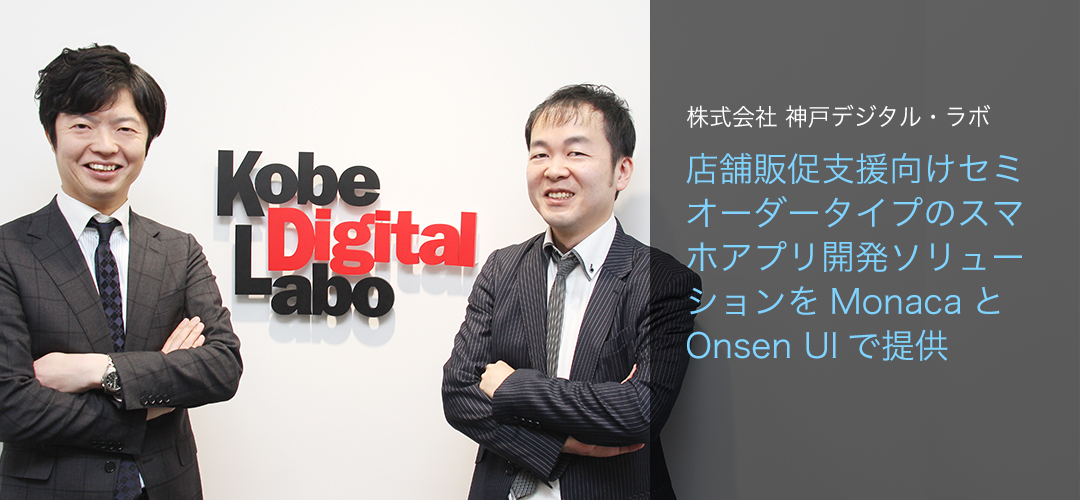 Kobe
Digital
Labo
株式会社 神戸デジタル・ラボ
店舗販促支援向けセミ
オーダータイプのスマ
ホアプリ開発ソリュー
ションを Monaca と
Onsen UI で提供